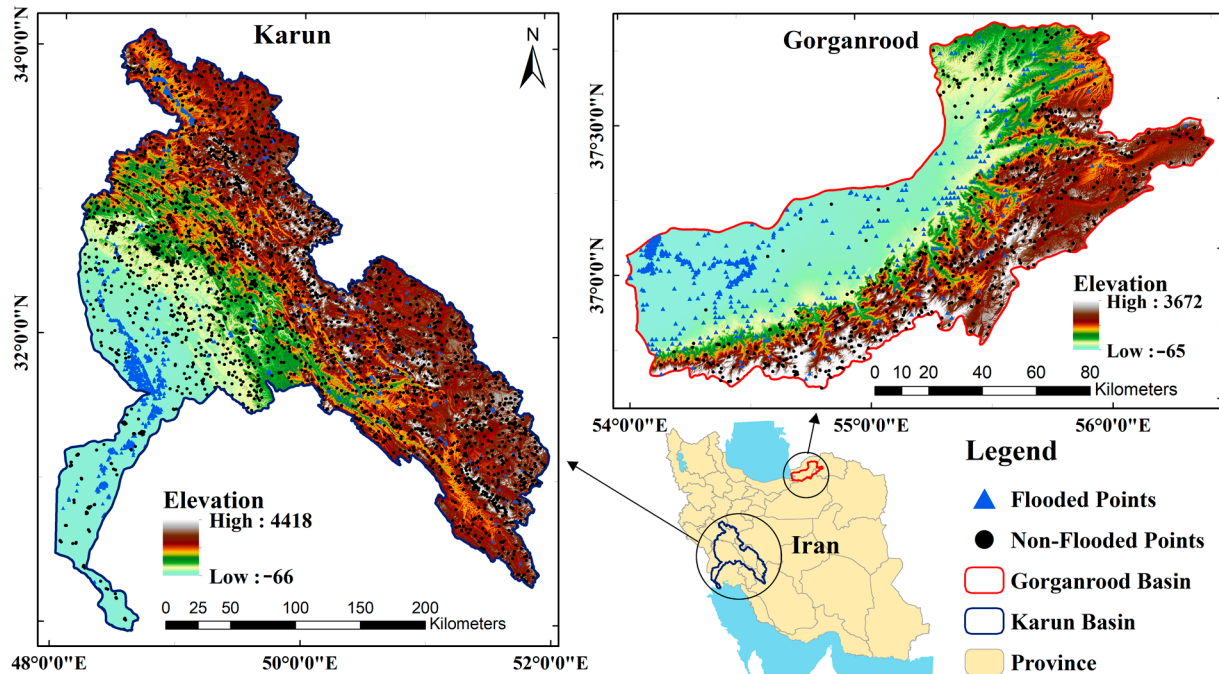 Karun
N
34°0'0"N
32°0'0"N
Elevation
High : 4418
Low : -66
0 25 50 100 150 200
Kilometers
48°0'0"E
50°0'0"E
52°0'0"E
Gorganrood
37°30'0"N
37°0'0"N
Elevation
High : 3672
Low : -65
0 10 20 40 60 80
Kilometers
54°0'0"E
55°0'0"E
56°0'0"E
Iran
Legend
Flooded Points
Non-Flooded Points
Gorganrood Basin
Karun Basin
Province